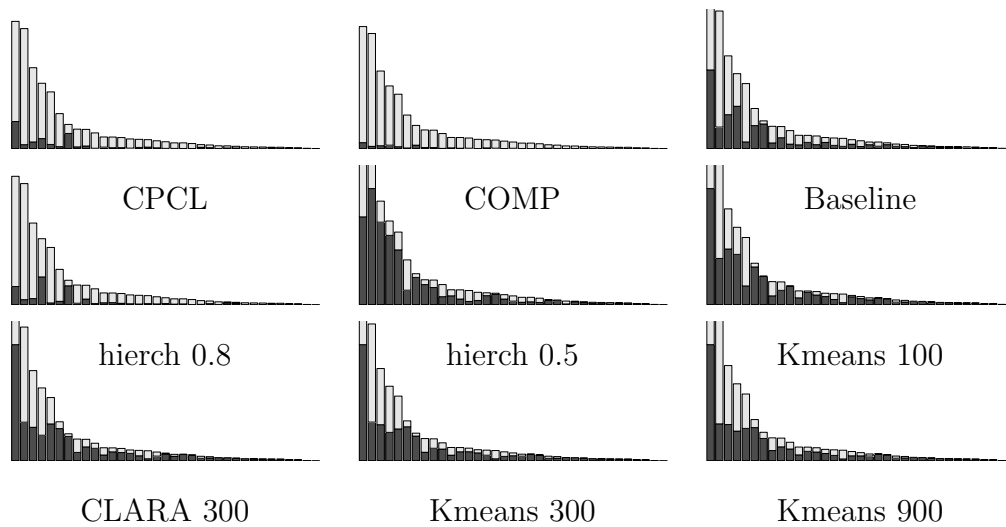 CPCL
COMP
Baseline
hierch 0.8
hierch 0.5
Kmeans 100
CLARA 300
Kmeans 300
Kmeans 900